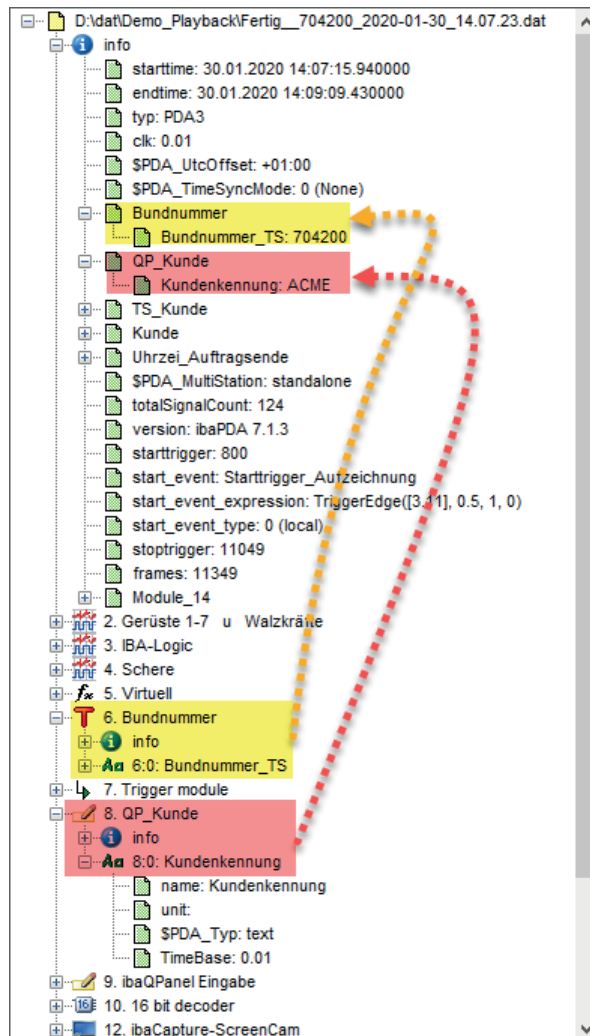 D:\dat\Demo_Playback\Fertig__704200_2020-01-30_14.07.23.dat
info
starttime: 30.01.2020 14:07:15.940000
endtime: 30.01.2020 14:09:09.430000
typ: PDA3
clk: 0.01
$PDA_UtcOffset: +01:00
$PDA_TimeSyncMode: 0 (None)
Bundnummer
Bundnummer_TS: 704200
QP_Kunde
Kundenkennung: ACME
TS_Kunde
Kunde
Uhrzei_Auftragsende
$PDA_MultiStation: standalone
totalSignalCount: 124
version: ibaPDA 7.1.3
starttrigger: 800
start_event: Starttrigger_Aufzeichnung
start_event_expression: TriggerEdge([3.11], 0.5, 1, 0)
start_event_type: 0 (local)
stoptrigger: 11049
frames: 11349
Module_14
2. Gerüste 1-7 u Walzkräfte
3. IBA-Logic
4. Schere
fx 5. Virtuell
6. Bundnummer
info
Aa 6:0: Bundnummer_TS
7. Trigger module
8. QP_Kunde
info
Aa 8:0: Kundenkennung
name: Kundenkennung
unit:
$PDA_Typ: text
TimeBase: 0.01
9. ibaQPanel Eingabe
16 10. 16 bit decoder
12. ibaCapture-ScreenCam